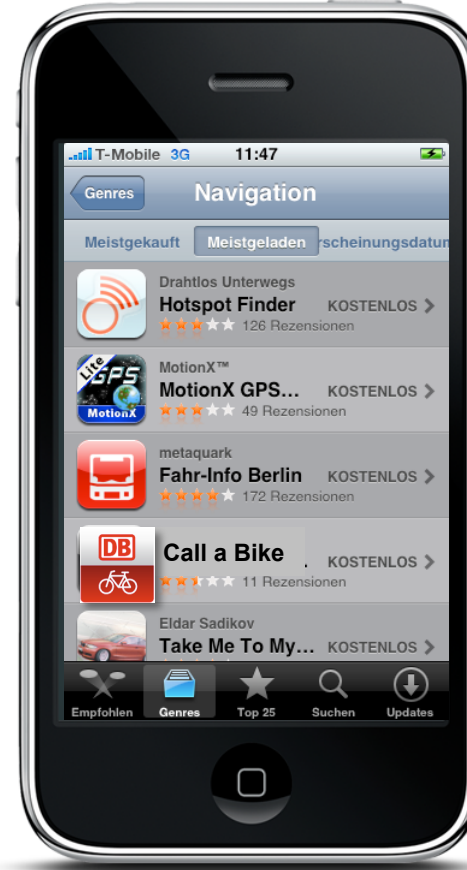 T-Mobile 3G 11:47
Genres Navigation
Meistgekauft Meistgeladen rscheinungsdatum
Drahtlos Unterwegs
Hotspot Finder KOSTENLOS
126 Rezensionen
Lite
GPS
MotionX
MotionX™
MotionX GPS... KOSTENLOS
49 Rezensionen
metaquark
Fahr-Info Berlin KOSTENLOS
172 Rezensionen
DB
Call a Bike . KOSTENLOS
11 Rezensionen
Eldar Sadikov
Take Me To My... KOSTENLOS
Empfohlen Genres Top 25 Suchen Updates